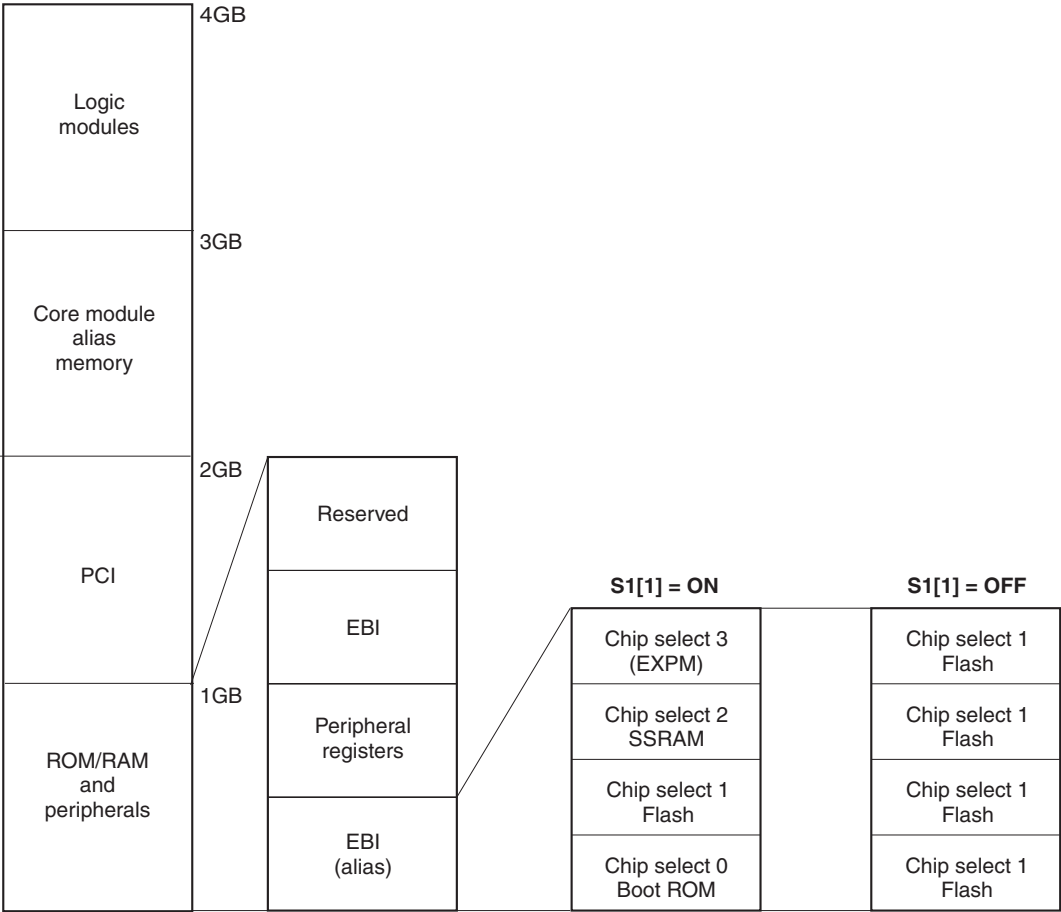 4GB
Logic
modules
3GB
Core module
alias
memory
2GB
PCI
1GB
ROM/RAM
and
peripherals
Reserved
EBI
Peripheral
registers
EBI
(alias)
S1[1] = ON
Chip select 3
(EXPM)
Chip select 2
SSRAM
Chip select 1
Flash
Chip select 0
Boot ROM
S1[1] = OFF
Chip select 1
Flash
Chip select 1
Flash
Chip select 1
Flash
Chip select 1
Flash